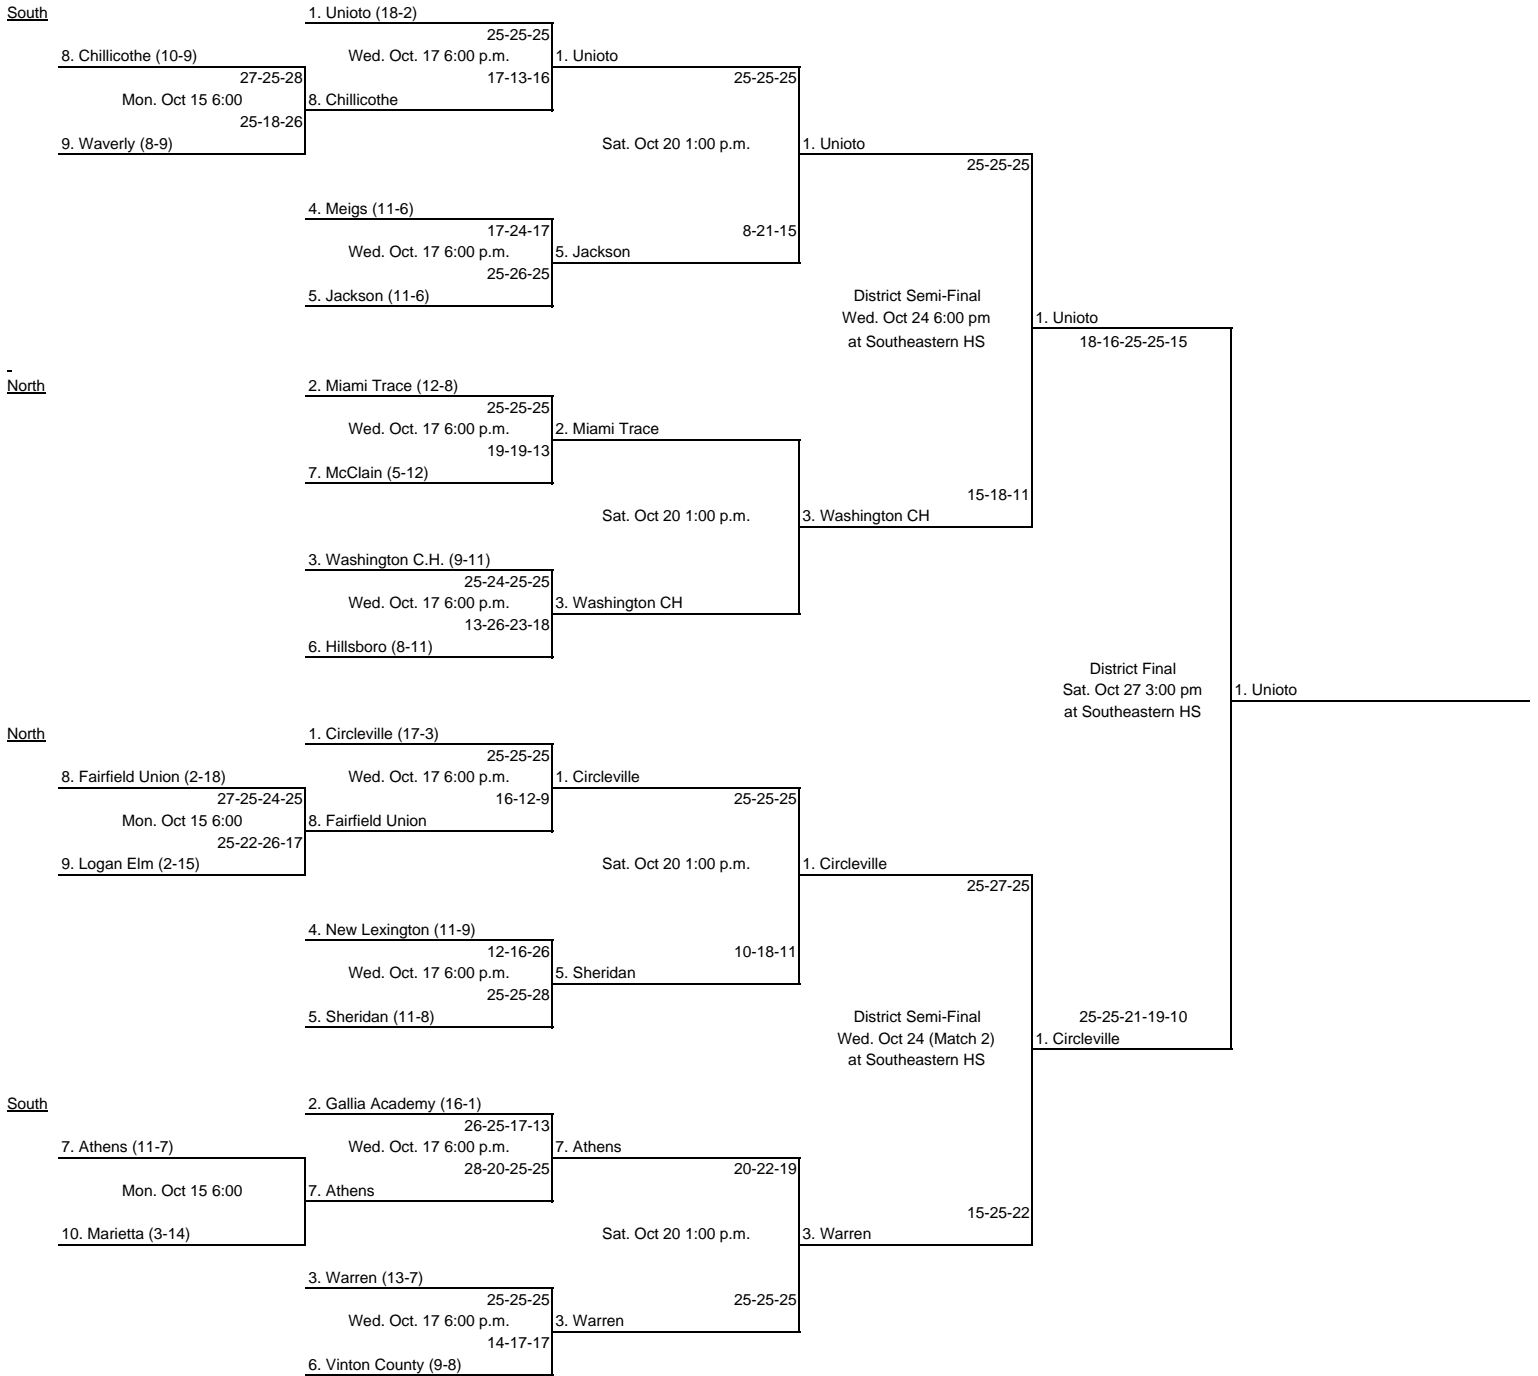 South
1. Unioto (18-2)
25-25-25
8. Chillicothe (10-9)
Wed. Oct. 17 6:00 p.m.
1. Unioto
27-25-28
17-13-16
25-25-25
Mon. Oct 15 6:00
8. Chillicothe
25-18-26
9. Waverly (8-9)
Sat. Oct 20 1:00 p.m.
1. Unioto
25-25-25
4. Meigs (11-6)
17-24-17
8-21-15
Wed. Oct. 17 6:00 p.m.
5. Jackson
25-26-25
5. Jackson (11-6)
District Semi-Final
Wed. Oct 24 6:00 pm
1. Unioto
at Southeastern HS
18-16-25-25-15
North
2. Miami Trace (12-8)
25-25-25
Wed. Oct. 17 6:00 p.m.
2. Miami Trace
19-19-13
7. McClain (5-12)
15-18-11
Sat. Oct 20 1:00 p.m.
3. Washington CH
3. Washington C.H. (9-11)
25-24-25-25
Wed. Oct. 17 6:00 p.m.
3. Washington CH
13-26-23-18
6. Hillsboro (8-11)
District Final
Sat. Oct 27 3:00 pm
1. Unioto
at Southeastern HS
North
1. Circleville (17-3)
25-25-25
8. Fairfield Union (2-18)
Wed. Oct. 17 6:00 p.m.
1. Circleville
27-25-24-25
16-12-9
25-25-25
Mon. Oct 15 6:00
8. Fairfield Union
25-22-26-17
9. Logan Elm (2-15)
Sat. Oct 20 1:00 p.m.
1. Circleville
25-27-25
4. New Lexington (11-9)
12-16-26
10-18-11
Wed. Oct. 17 6:00 p.m.
5. Sheridan
25-25-28
5. Sheridan (11-8)
District Semi-Final
25-25-21-19-10
Wed. Oct 24 (Match 2)
1. Circleville
at Southeastern HS
South
2. Gallia Academy (16-1)
26-25-17-13
7. Athens (11-7)
Wed. Oct. 17 6:00 p.m.
7. Athens
28-20-25-25
20-22-19
Mon. Oct 15 6:00
7. Athens
15-25-22
10. Marietta (3-14)
Sat. Oct 20 1:00 p.m.
3. Warren
3. Warren (13-7)
25-25-25
25-25-25
Wed. Oct. 17 6:00 p.m.
3. Warren
14-17-17
6. Vinton County (9-8)